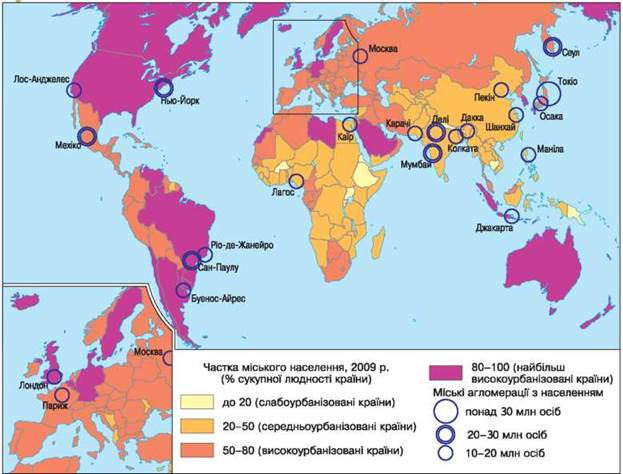 Москва
Сеул
Лос-Анджелес
Нью-Йорк
Токіо
Пекін
Осака
Мехіко
Каїр
Карачі
Делі
Дакка
Шанхай
Колката
Мумбаї
Маніла
Лагос
Джакарта
Ріо-де-Жанейро
Сан-Паулу
Буенос-Айрес
Москва
Лондон
Париж
Частка міського населення, 2009 р.
(% сукупної людності країни)
до 20 (слабоурбанізовані країни)
20–50 (середньоурбанізовані країни)
50–80 (високоурбанізовані країни)
80–100 (найбільш
високоурбанізовані країни)
Міські агломерації з населенням
понад 30 млн осіб
20–30 млн осіб
10–20 млн осіб